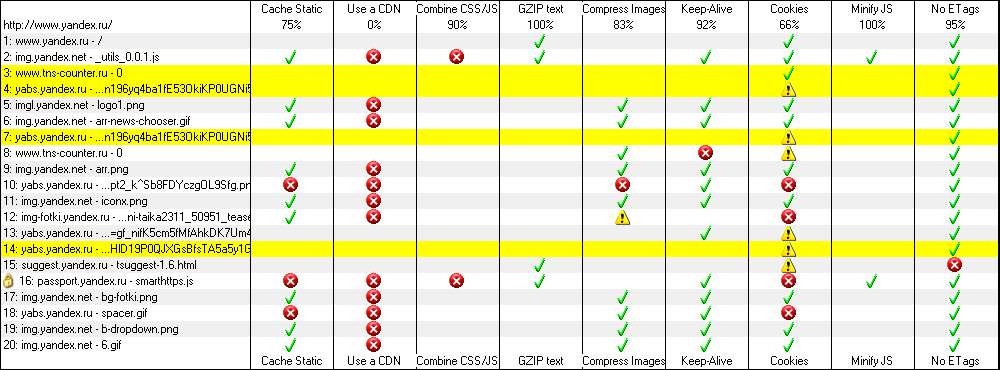 Cache Static Use a CDN Combine CSS/JS GZIP text Compress Images Keep-Alive Cookies Minify JS No ETags
http://www.yandex.ru/ 75% 0% 90% 100% 83% 92% 66% 100% 95%
1: www.yandex.ru - /
2: img.yandex.net - _utils_0.0.1.js
3: www.tns-counter.ru - 0
4: yabs.yandex.ru - ...n196yq4ba1fE53OkiKP0UGNi5
5: imgl.yandex.net - logo1.png
6: img.yandex.net - arr-news-chooser.gif
7: yabs.yandex.ru - ...n196yq4ba1fE53OkiKP0UGNi5
8: www.tns-counter.ru - 0
9: img.yandex.net - arr.png
10: yabs.yandex.ru - ...pt2_k^Sb8FDYczgOL9Sfg.pn
11: img.yandex.net - iconx.png
12: img-fotki.yandex.ru - ...ni-taika2311_50951_tease
13: yabs.yandex.ru - ...=gf_nifK5cm5fMfAhkDK7Um4
14: yabs.yandex.ru - ...HID19P0QJXGsBfsTA5a5y1G
15: suggest.yandex.ru - tsuggest-1.6.html
16: passport.yandex.ru - smarthttps.js
17: img.yandex.net - bg-fotki.png
18: yabs.yandex.ru - spacer.gif
19: img.yandex.net - b-dropdown.png
20: img.yandex.net - 6.gif
Cache Static Use a CDN Combine CSS/JS GZIP text Compress Images Keep-Alive Cookies Minify JS No ETags